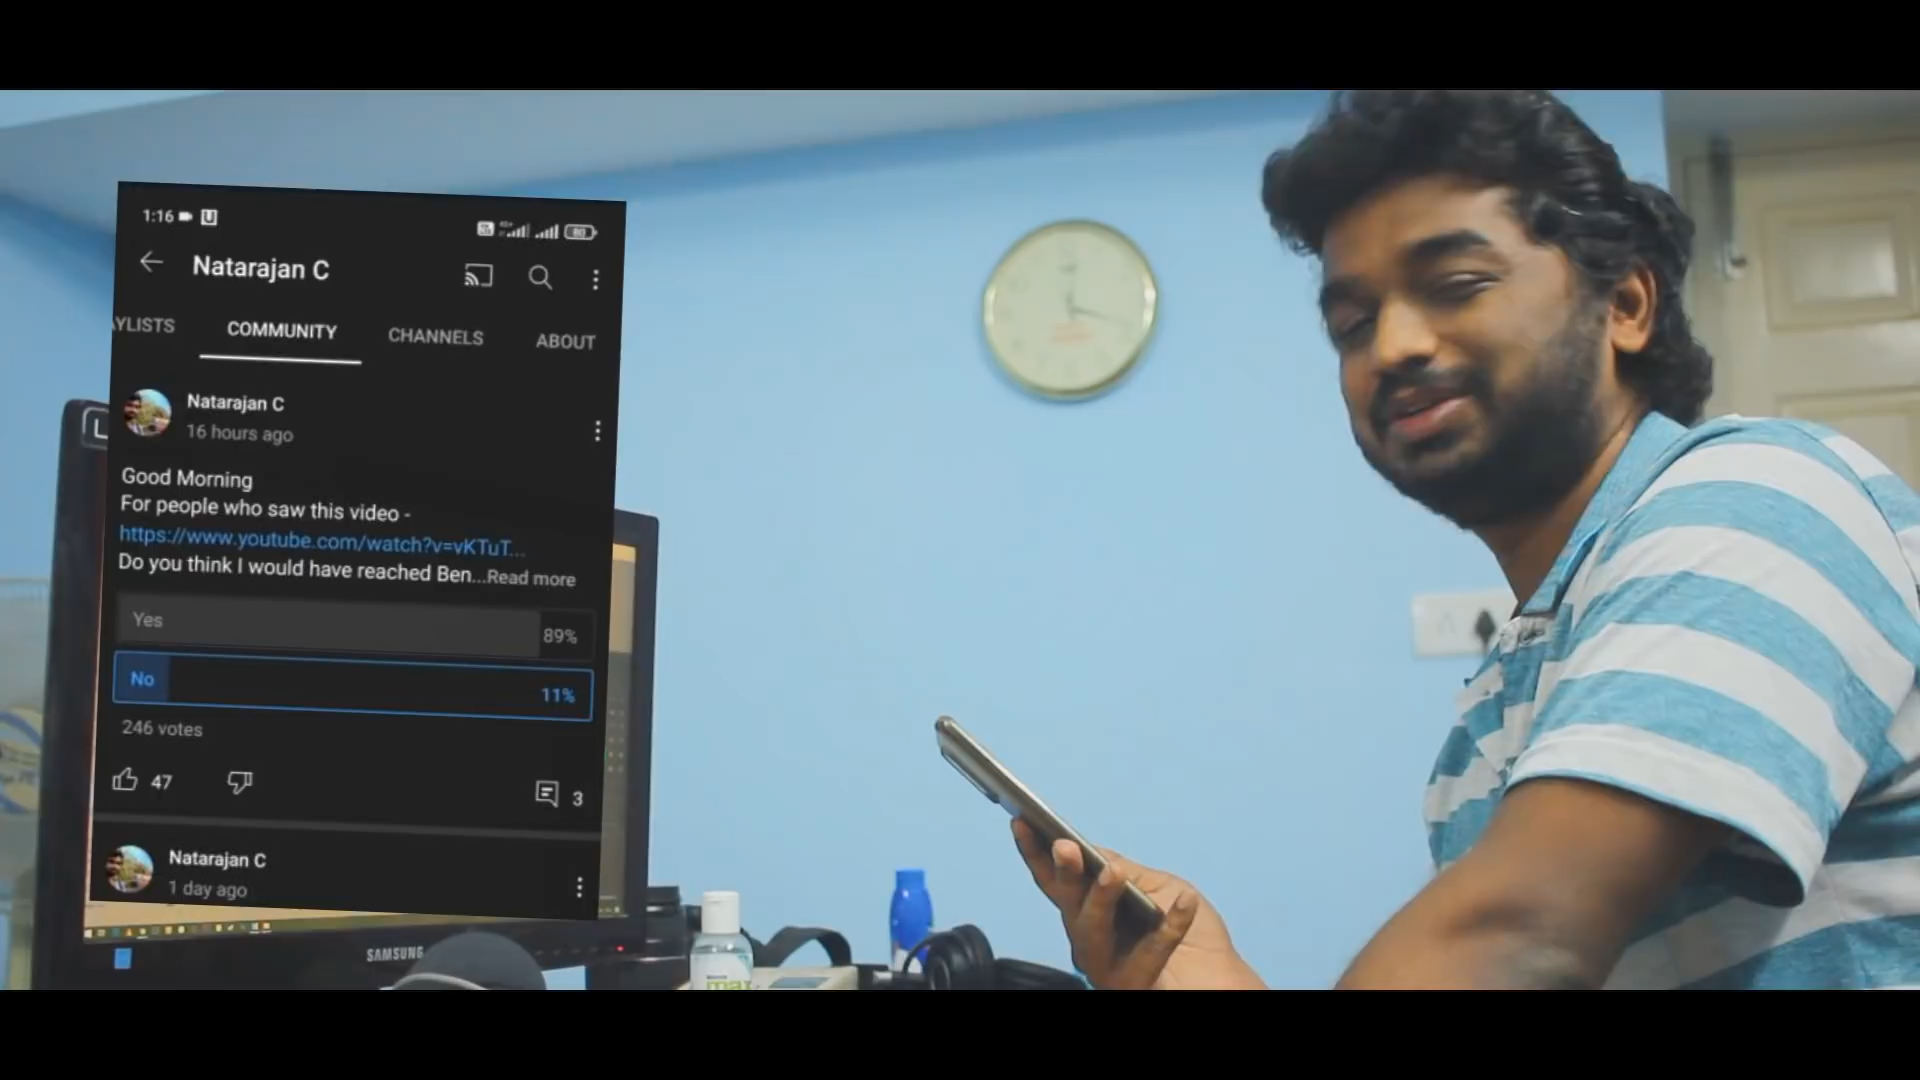 1:16
80
Natarajan C
AYLISTS COMMUNITY CHANNELS ABOUT
Natarajan C
16 hours ago
Good Morning
For people who saw this video -
https://www.youtube.com/watch?v=vKTuT...
Do you think I would have reached Ben...Read more
Yes 89%
No 11%
246 votes
47 3
Natarajan C
1 day ago
SAMSUNG